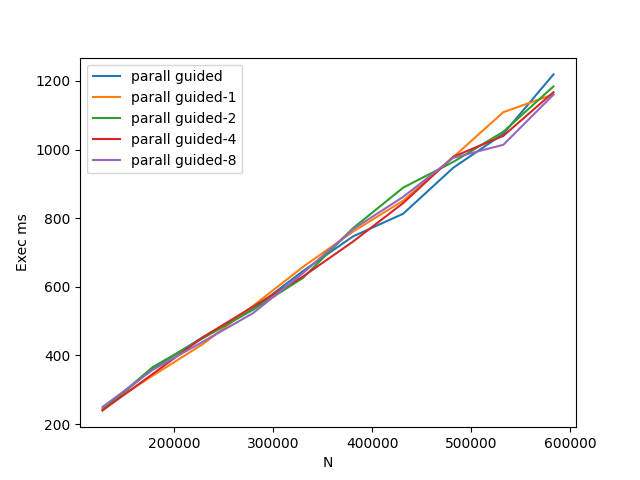 parall guided
parall guided-1
parall guided-2
parall guided-4
parall guided-8
Exec ms
1200
1000
800
600
400
200
200000 300000 400000 500000 600000
N